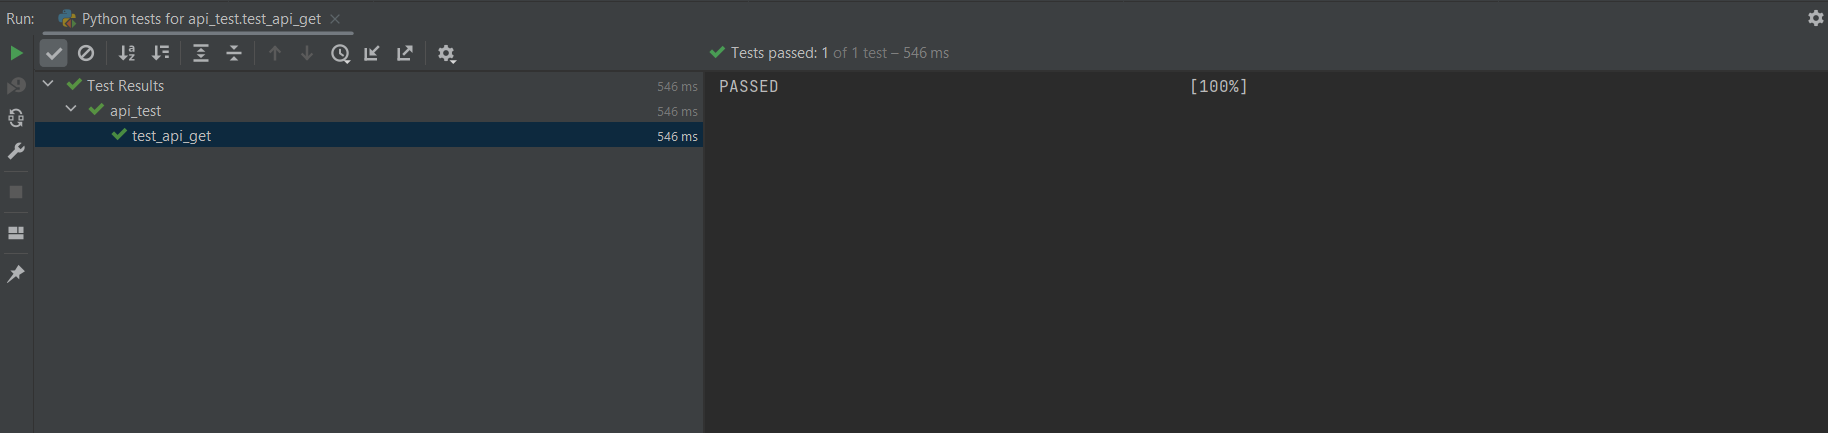 Run: Python tests for api_test.test_api_get
Tests passed: 1 of 1 test – 546 ms
Test Results 546 ms
api_test 546 ms
test_api_get 546 ms
PASSED [100%]